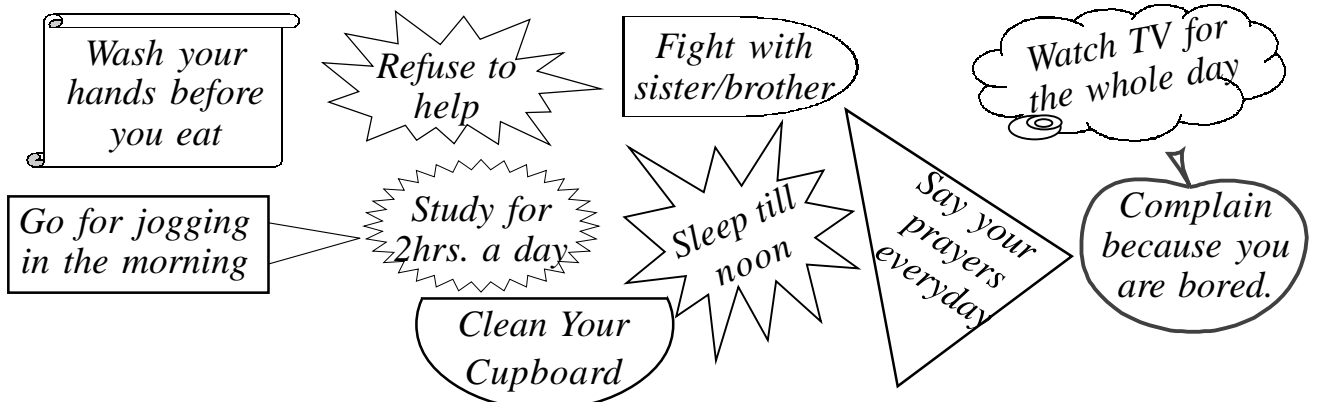 Wash your
hands before
you eat
Refuse to
help
Fight with
sister/brother
Watch TV for
the whole day
Go for jogging
in the morning
Study for
2hrs. a day
Sleep till
noon
Say your
prayers
everyday
Complain
because you
are bored.
Clean Your
Cupboard